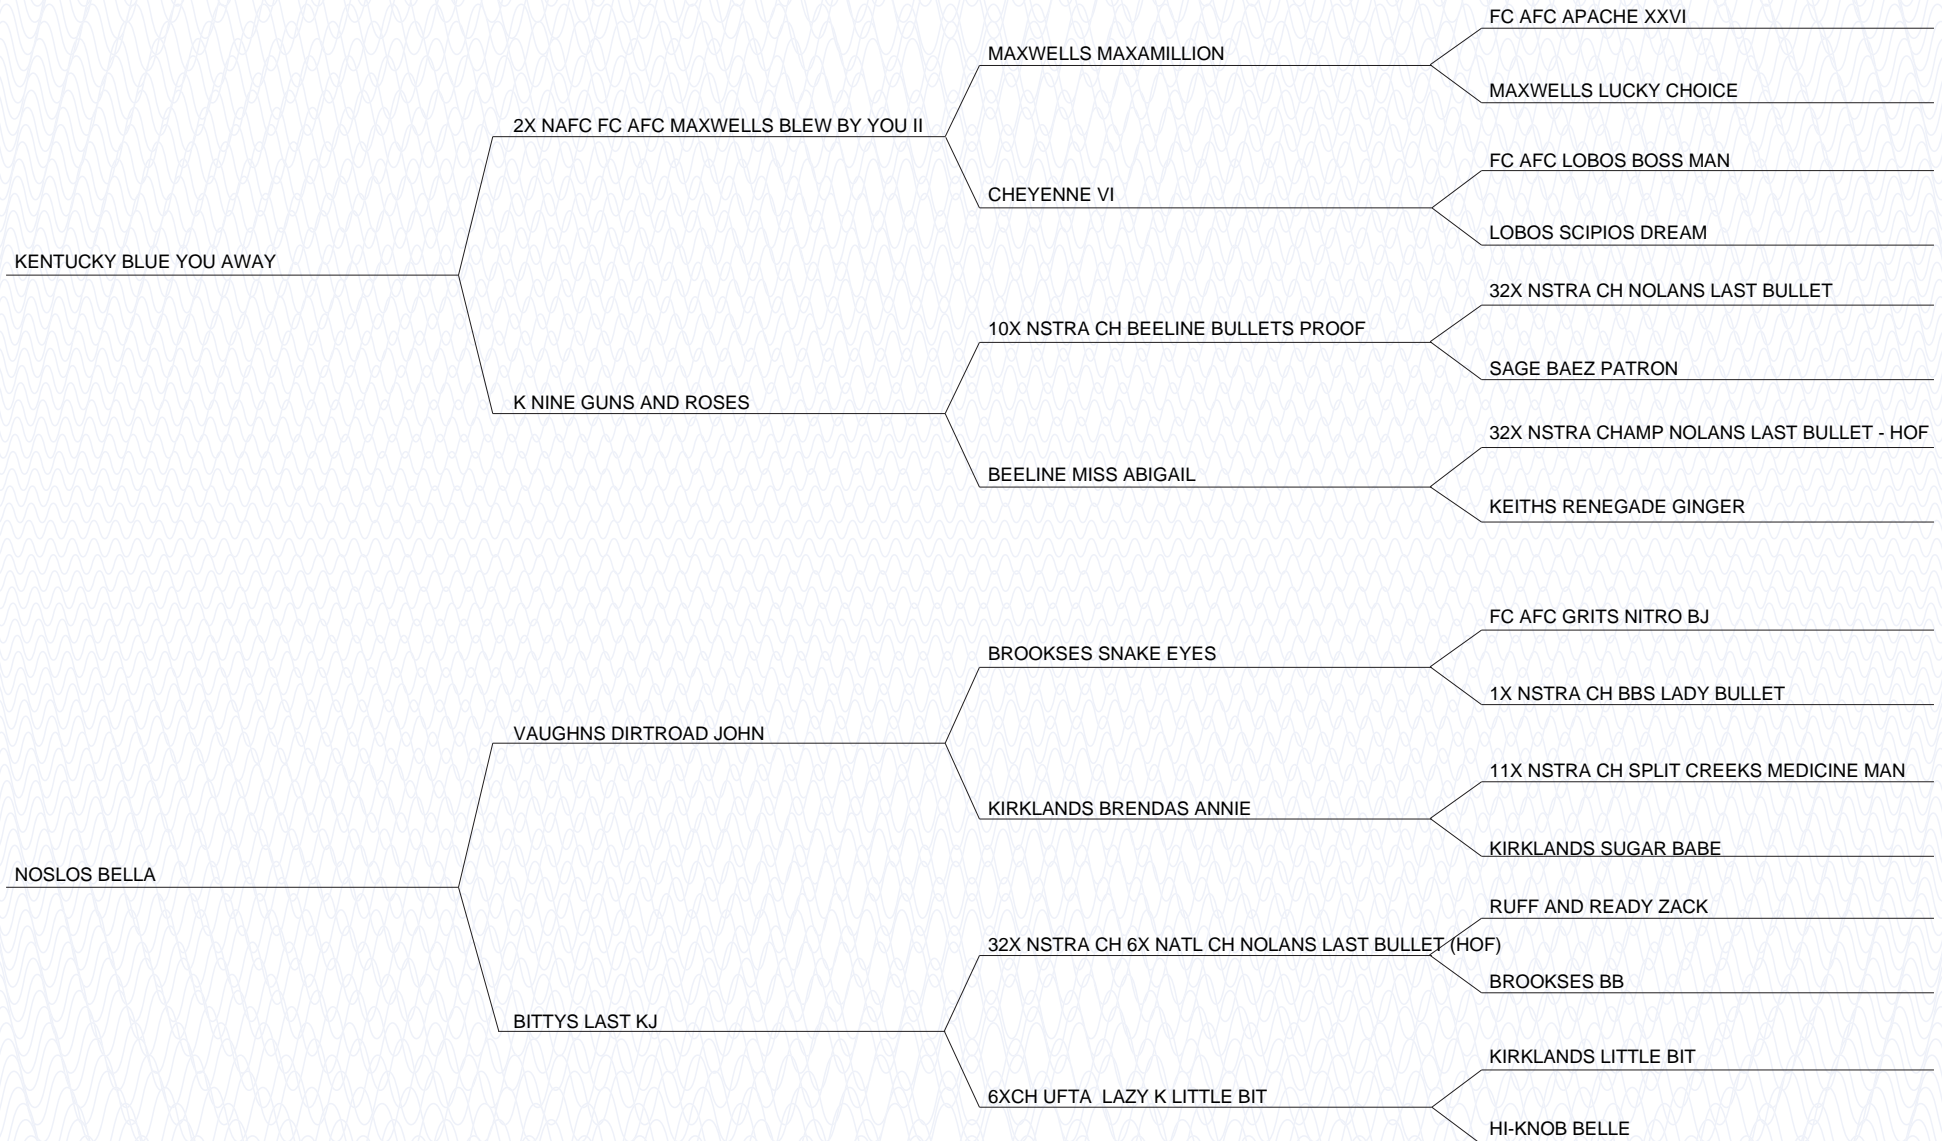 FC AFC APACHE XXVI
MAXWELLS MAXAMILLION
MAXWELLS LUCKY CHOICE
2X NAFC FC AFC MAXWELLS BLEW BY YOU II
FC AFC LOBOS BOSS MAN
CHEYENNE VI
LOBOS SCIPIOS DREAM
KENTUCKY BLUE YOU AWAY
32X NSTRA CH NOLANS LAST BULLET
10X NSTRA CH BEELINE BULLETS PROOF
SAGE BAEZ PATRON
K NINE GUNS AND ROSES
32X NSTRA CHAMP NOLANS LAST BULLET - HOF
BEELINE MISS ABIGAIL
KEITHS RENEGADE GINGER
FC AFC GRITS NITRO BJ
BROOKSES SNAKE EYES
1X NSTRA CH BBS LADY BULLET
VAUGHNS DIRTROAD JOHN
11X NSTRA CH SPLIT CREEKS MEDICINE MAN
KIRKLANDS BRENDAS ANNIE
KIRKLANDS SUGAR BABE
NOSLOS BELLA
RUFF AND READY ZACK
32X NSTRA CH 6X NATL CH NOLANS LAST BULLET (HOF)
BROOKSES BB
BITTYS LAST KJ
KIRKLANDS LITTLE BIT
6XCH UFTA  LAZY K LITTLE BIT
HI-KNOB BELLE